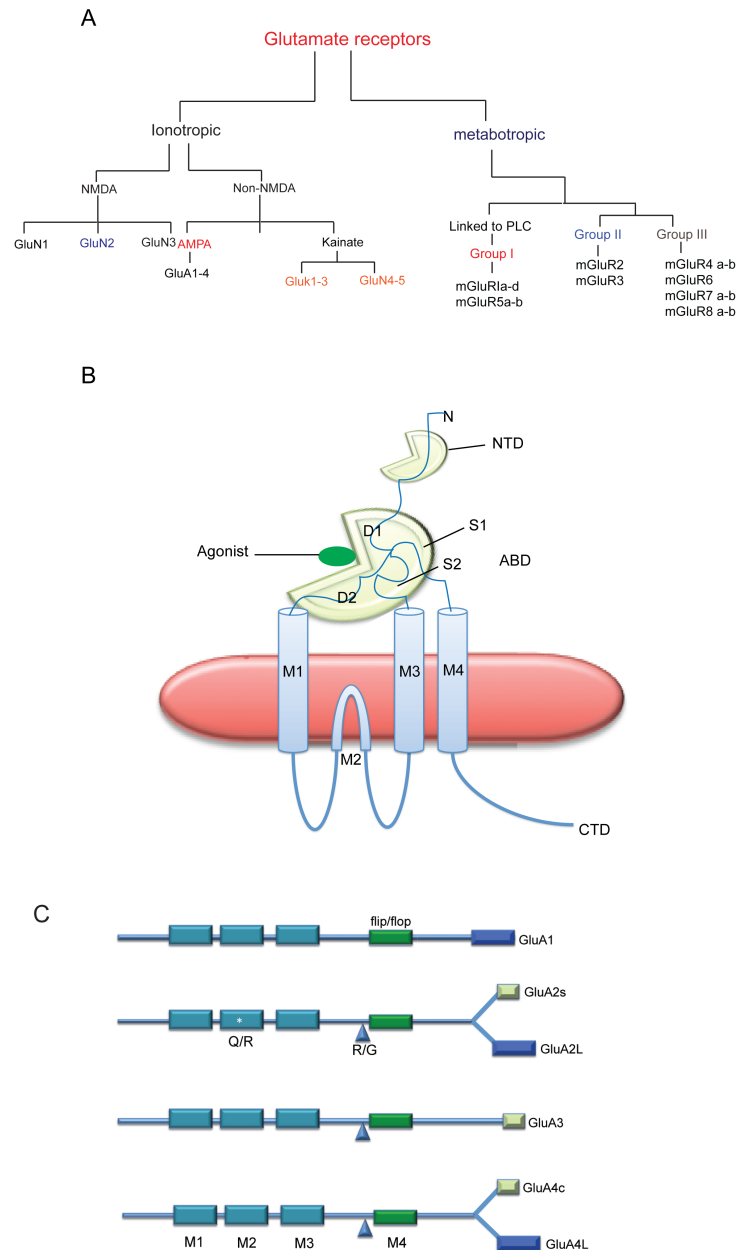 A
Glutamate receptors
Ionotropic
metabotropic
NMDA
Non-NMDA
GluN1
GluN2
GluN3
AMPA
GluA1-4
Kainate
Gluk1-3
GluN4-5
Linked to PLC
Group I
mGluRIa-d
mGluR5a-b
Group II
mGluR2
mGluR3
Group III
mGluR4 a-b
mGluR6
mGluR7 a-b
mGluR8 a-b
B
N
NTD
D1
S1
Agonist
S2
ABD
D2
M1
M3
M4
M2
CTD
C
flip/flop
GluA1
GluA2s
*
Q/R
R/G
GluA2L
GluA3
GluA4c
M1
M2
M3
M4
GluA4L